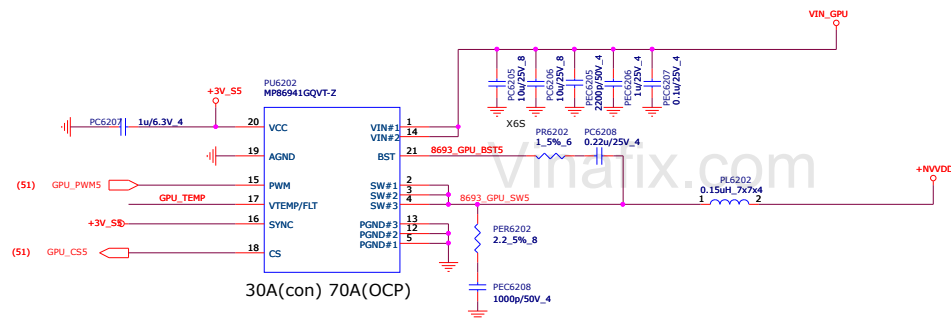 VIN_GPU
PC6205
10u/25V_8
PC6206
10u/25V_8
PEC6205
2200p/50V_4
PEC6206
1u/25V_4
PEC6207
0.1u/25V_4
X6S
PU6202
MP86941GQVT-Z
+3V_S5
PC6207
1u/6.3V_4
20
VCC
VIN#1
1
VIN#2
14
19
AGND
BST
21
8693_GPU_BST5
PR6202
1_5%_6
PC6208
0.22u/25V_4
Vinafix.com
+NVVDD
(51)
GPU_PWM5
15
PWM
SW#1
2
SW#2
3
SW#3
4
8693_GPU_SW5
PL6202
0.15uH_7x7x4
1
2
GPU_TEMP
17
VTEMP/FLT
+3V_S5
16
SYNC
PGND#3
13
PGND#2
12
PGND#1
5
PER6202
2.2_5%_8
(51)
GPU_CS5
18
CS
30A(con) 70A(OCP)
PEC6208
1000p/50V_4